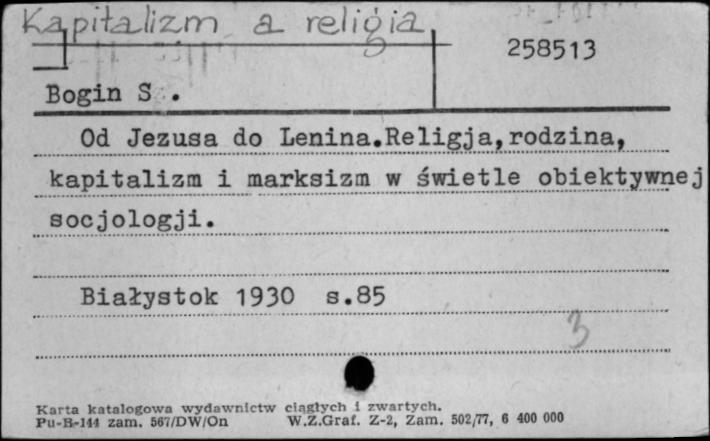 Kapitalizm a religia
258513
Bogin S .
Od Jezusa do Lenina.Religja,rodzina,
kapitalizm i marksizm w świetle obiektywnej
socjologji.
Białystok 1930 s.85
3
Karta katalogowa wydawnictw ciągłych i zwartych.
Pu-B-144 zam. 567/DW/On W.Z.Graf. Z-2, Zam. 502/77, 6 400 000